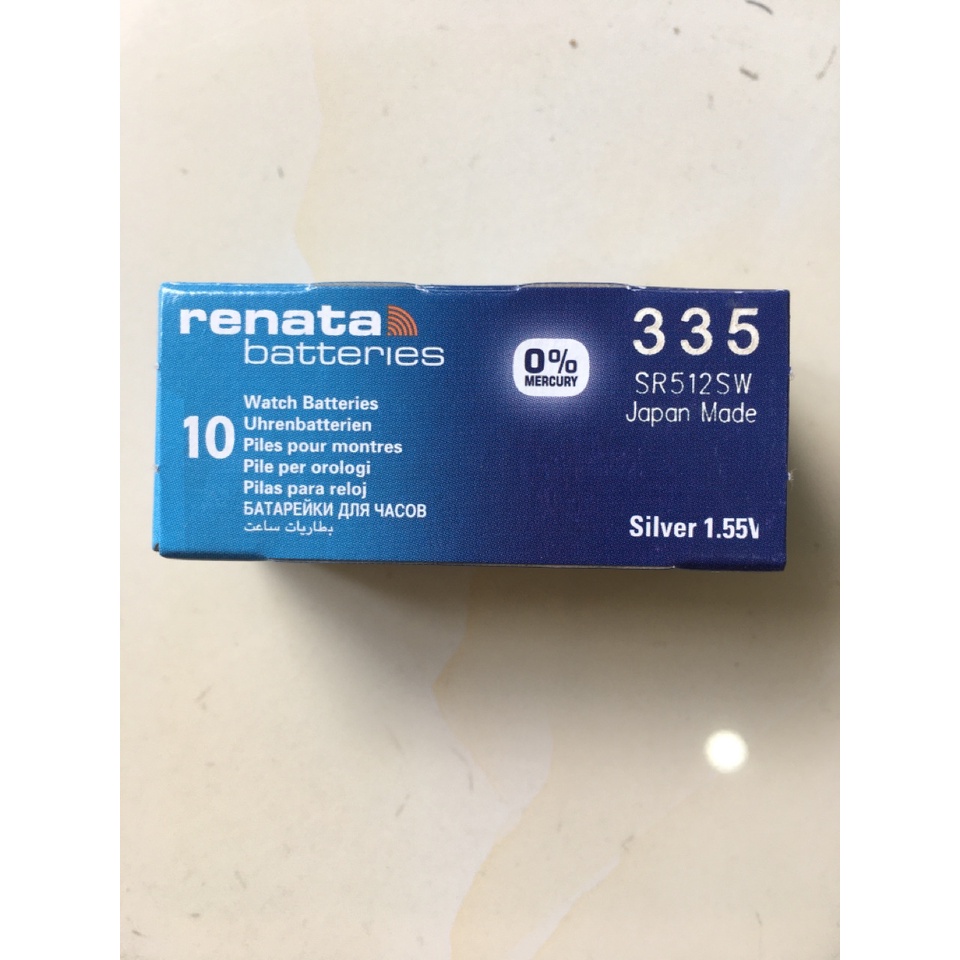 renata
batteries
10
Watch Batteries
Uhrenbatterien
Piles pour montres
Pile per orologi
Pilas para reloj
БАТАРЕЙКИ ДЛЯ ЧАСОВ
بطاريات ساعت
0%
MERCURY
335
SR512SW
Japan Made
Silver 1.55V